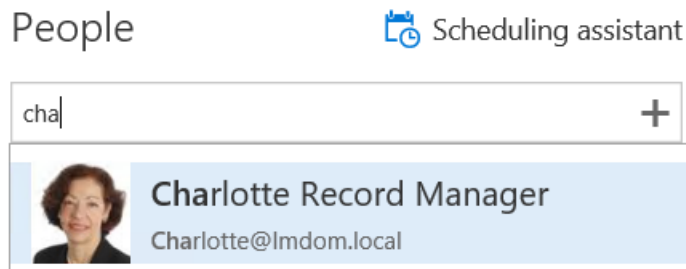 People
Scheduling assistant
cha
Charlotte Record Manager
Charlotte@lmdom.local